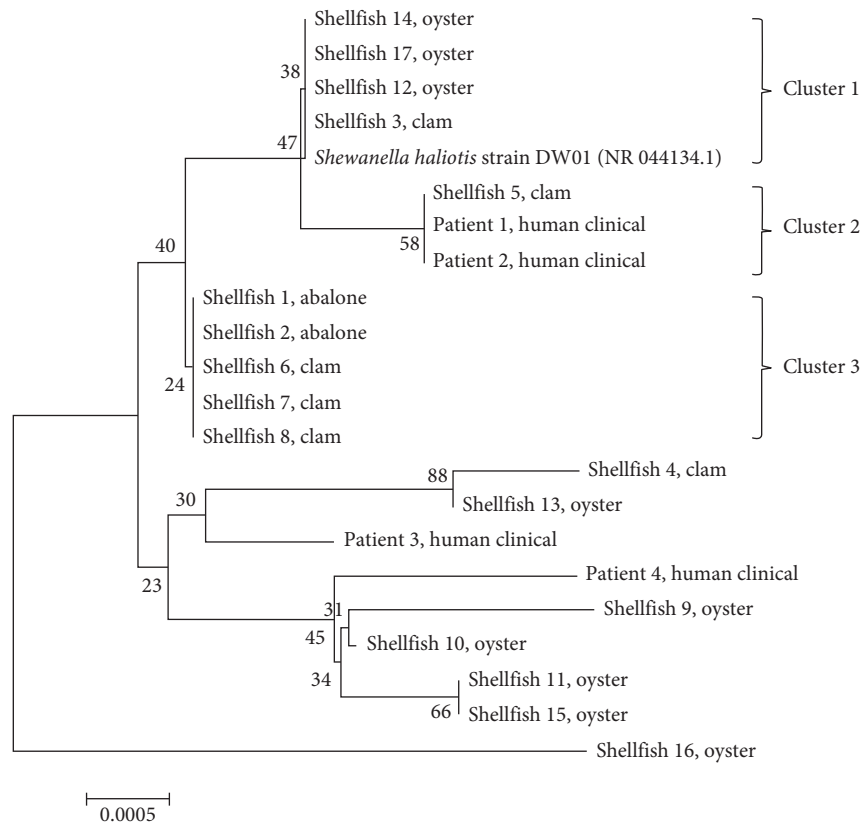 Shellfish 14, oyster
Shellfish 17, oyster
38
Shellfish 12, oyster
Cluster 1
Shellfish 3, clam
47
Shewanella haliotis strain DW01 (NR 044134.1)
Shellfish 5, clam
Patient 1, human clinical
Cluster 2
58
40
Patient 2, human clinical
Shellfish 1, abalone
Shellfish 2, abalone
Shellfish 6, clam
Cluster 3
24
Shellfish 7, clam
Shellfish 8, clam
88
Shellfish 4, clam
30
Shellfish 13, oyster
Patient 3, human clinical
23
Patient 4, human clinical
31
Shellfish 9, oyster
45
Shellfish 10, oyster
34
Shellfish 11, oyster
66
Shellfish 15, oyster
Shellfish 16, oyster
0.0005